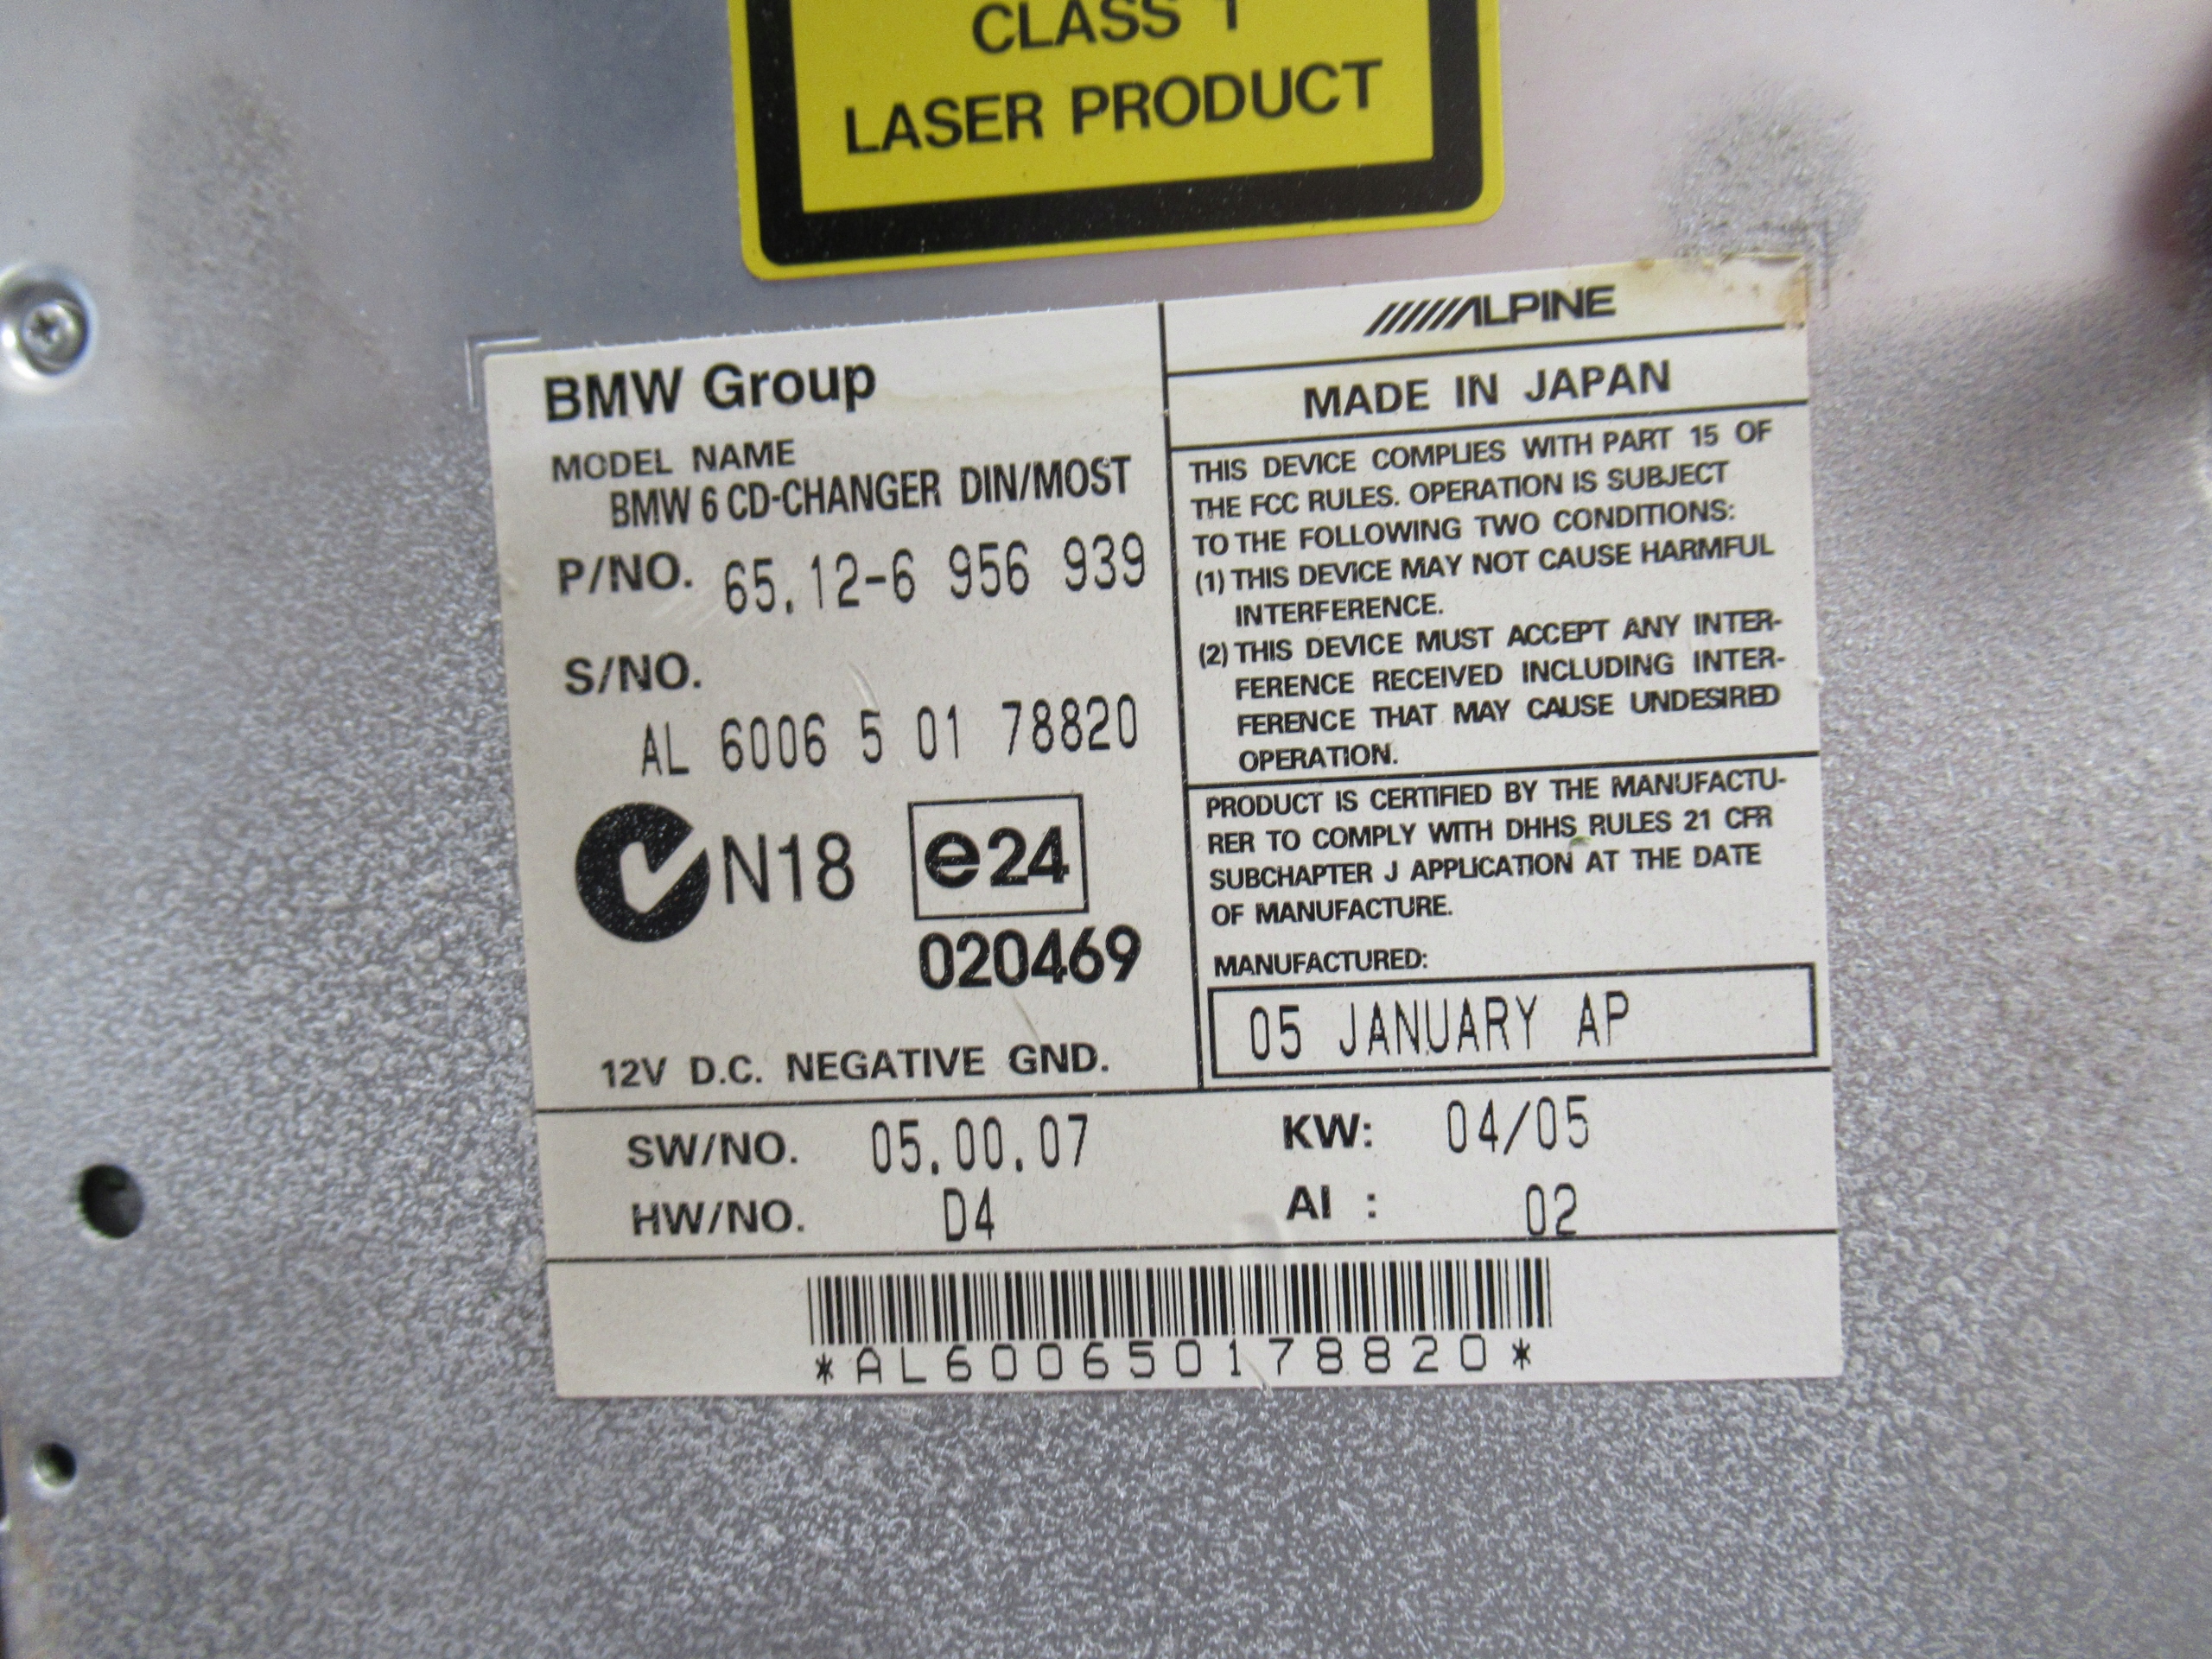 CLASS 1
LASER PRODUCT
BMW Group
MODEL NAME
BMW 6 CD-CHANGER DIN/MOST
P/NO. 65.12-6 956 939
S/NO.
AL 6006 5 01 78820
N18
e24
020469
12V D.C. NEGATIVE GND.
ALPINE
MADE IN JAPAN
THIS DEVICE COMPLIES WITH PART 15 OF
THE FCC RULES. OPERATION IS SUBJECT
TO THE FOLLOWING TWO CONDITIONS:
(1) THIS DEVICE MAY NOT CAUSE HARMFUL
INTERFERENCE.
(2) THIS DEVICE MUST ACCEPT ANY INTER-
FERENCE RECEIVED INCLUDING INTER-
FERENCE THAT MAY CAUSE UNDESIRED
OPERATION.
PRODUCT IS CERTIFIED BY THE MANUFACTU-
RER TO COMPLY WITH DHHS RULES 21 CFR
SUBCHAPTER J APPLICATION AT THE DATE
OF MANUFACTURE.
MANUFACTURED:
05 JANUARY AP
SW/NO. 05.00.07 KW: 04/05
HW/NO. D4 AI : 02
*AL600650178820*